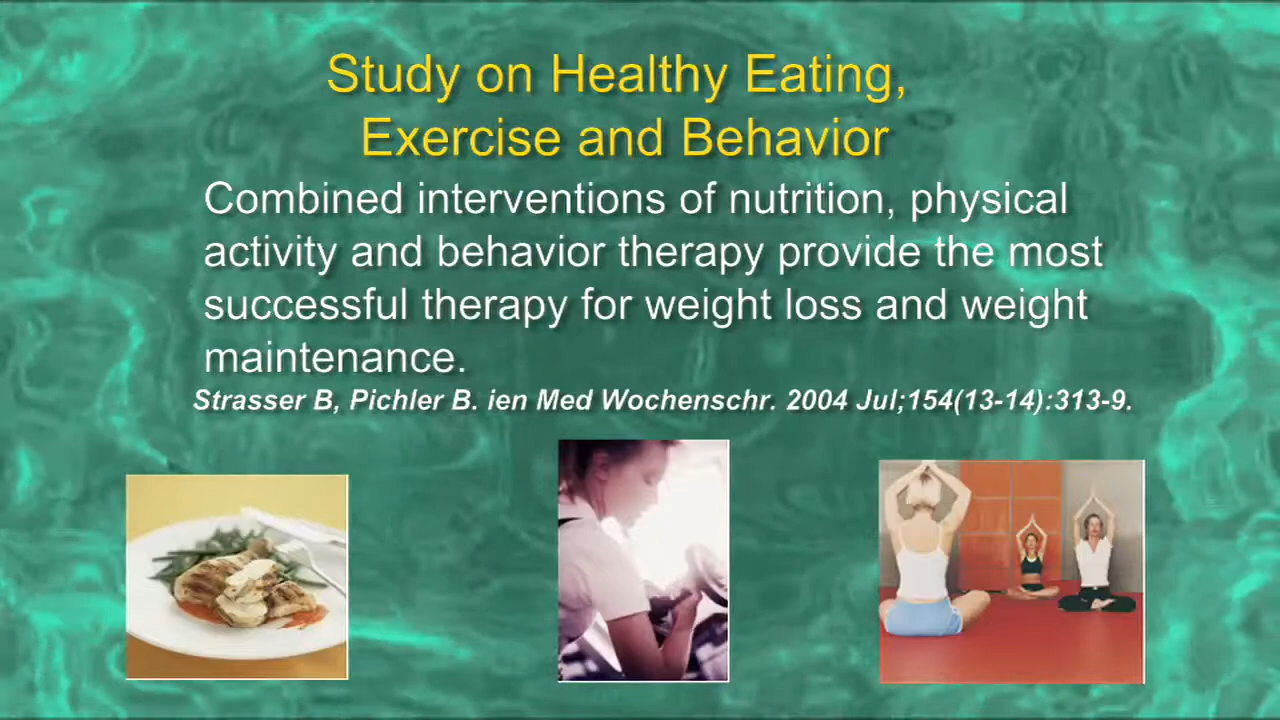 Study on Healthy Eating,
Exercise and Behavior
Combined interventions of nutrition, physical
activity and behavior therapy provide the most
successful therapy for weight loss and weight
maintenance.
Strasser B, Pichler B. ien Med Wochenschr. 2004 Jul;154(13-14):313-9.